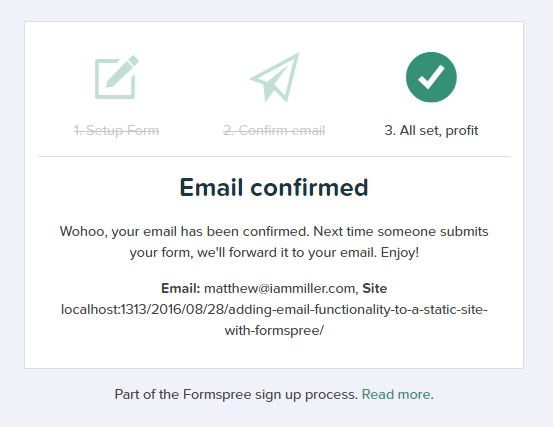 1. Setup Form
2. Confirm email
3. All set, profit
Email confirmed
Wohoo, your email has been confirmed. Next time someone submits
your form, we'll forward it to your email. Enjoy!
Email: matthew@iammiller.com, Site
localhost:1313/2016/08/28/adding-email-functionality-to-a-static-site-
with-formspree/
Part of the Formspree sign up process. Read more.